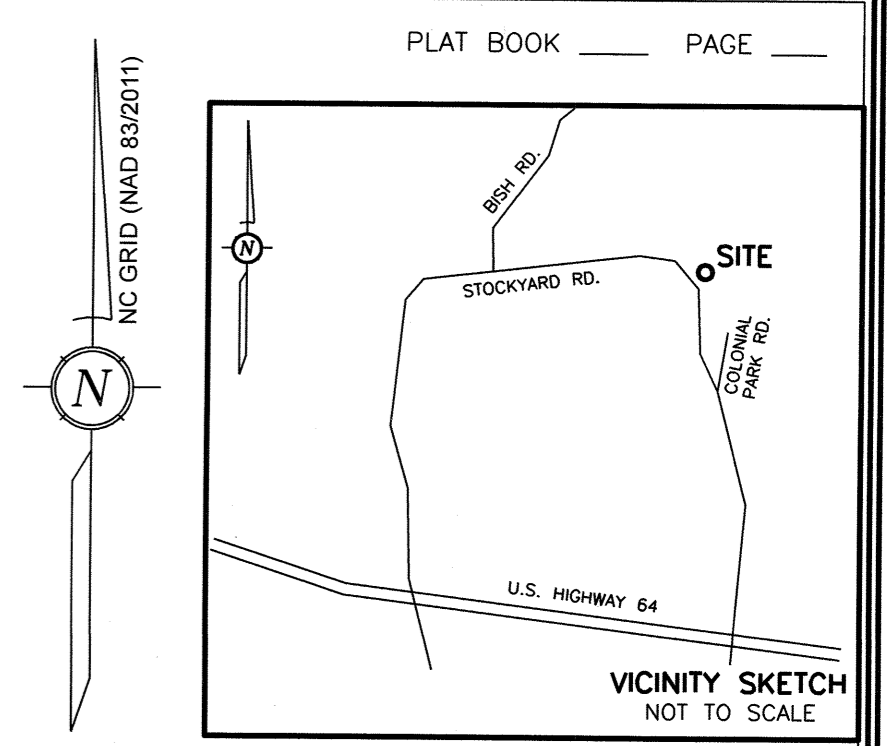 PLAT BOOK ____ PAGE ____
NC GRID (NAD 83/2011)
N
N
BISH RD.
SITE
STOCKYARD RD.
COLONIAL
PARK RD.
U.S. HIGHWAY 64
VICINITY SKETCH
NOT TO SCALE